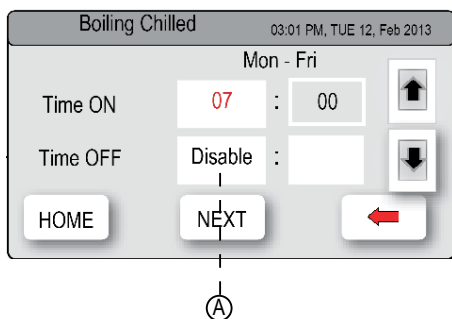 Boiling Chilled 03:01 PM, TUE 12, Feb 2013
Mon - Fri
Time ON 07 : 00
Time OFF Disable :
HOME NEXT
A